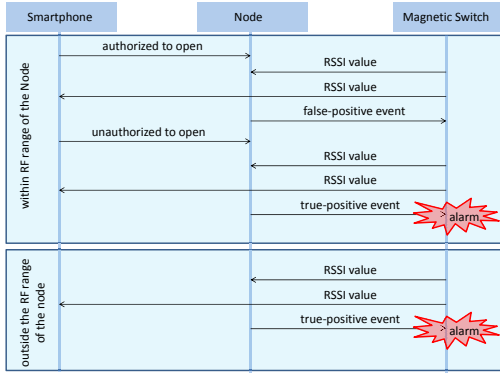 Smartphone
Node
Magnetic Switch
within RF range of the Node
authorized to open
RSSI value
RSSI value
false-positive event
unauthorized to open
RSSI value
RSSI value
true-positive event
alarm
outside the RF range
of the node
RSSI value
RSSI value
true-positive event
alarm